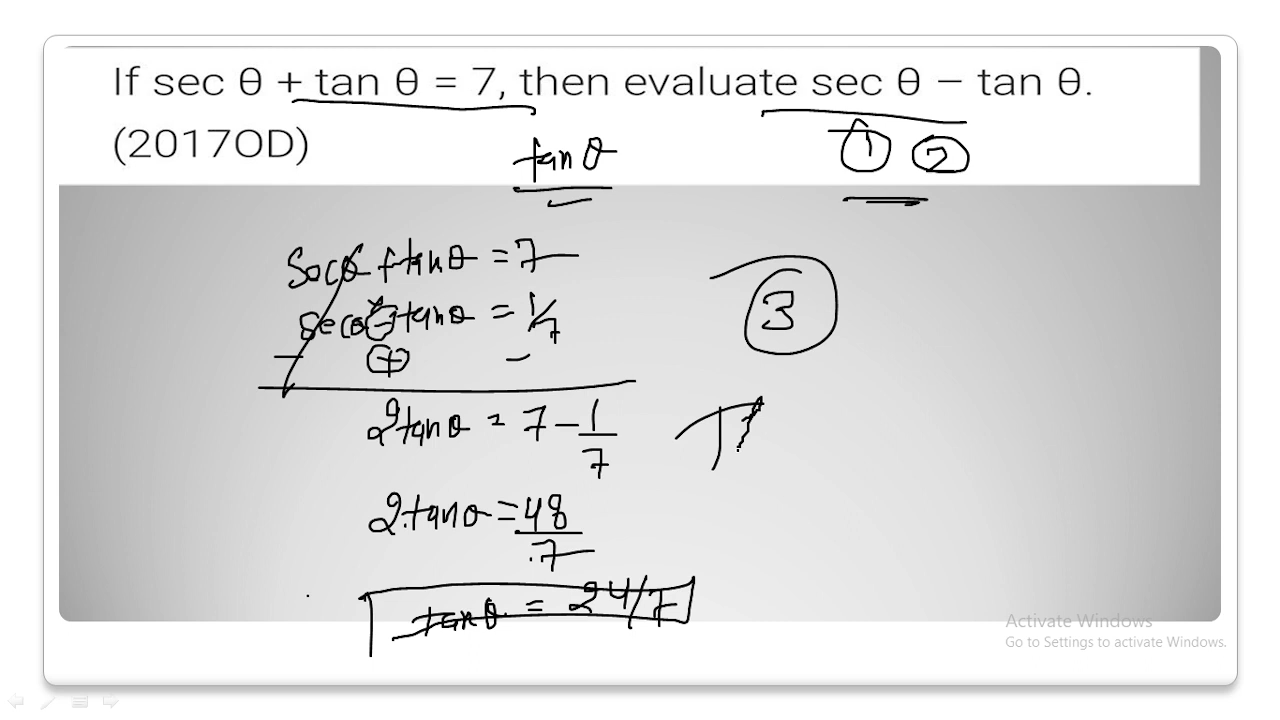 If sec θ + tan θ = 7, then evaluate sec θ – tan θ.
(2017OD)
tan θ
1 2
Secθ + tanθ = 7
Secθ - tanθ = 1/7
- + -
3
2tanθ = 7 - 1/7
2tanθ = 48/7
tanθ = 24/7
Activate Windows
Go to Settings to activate Windows.